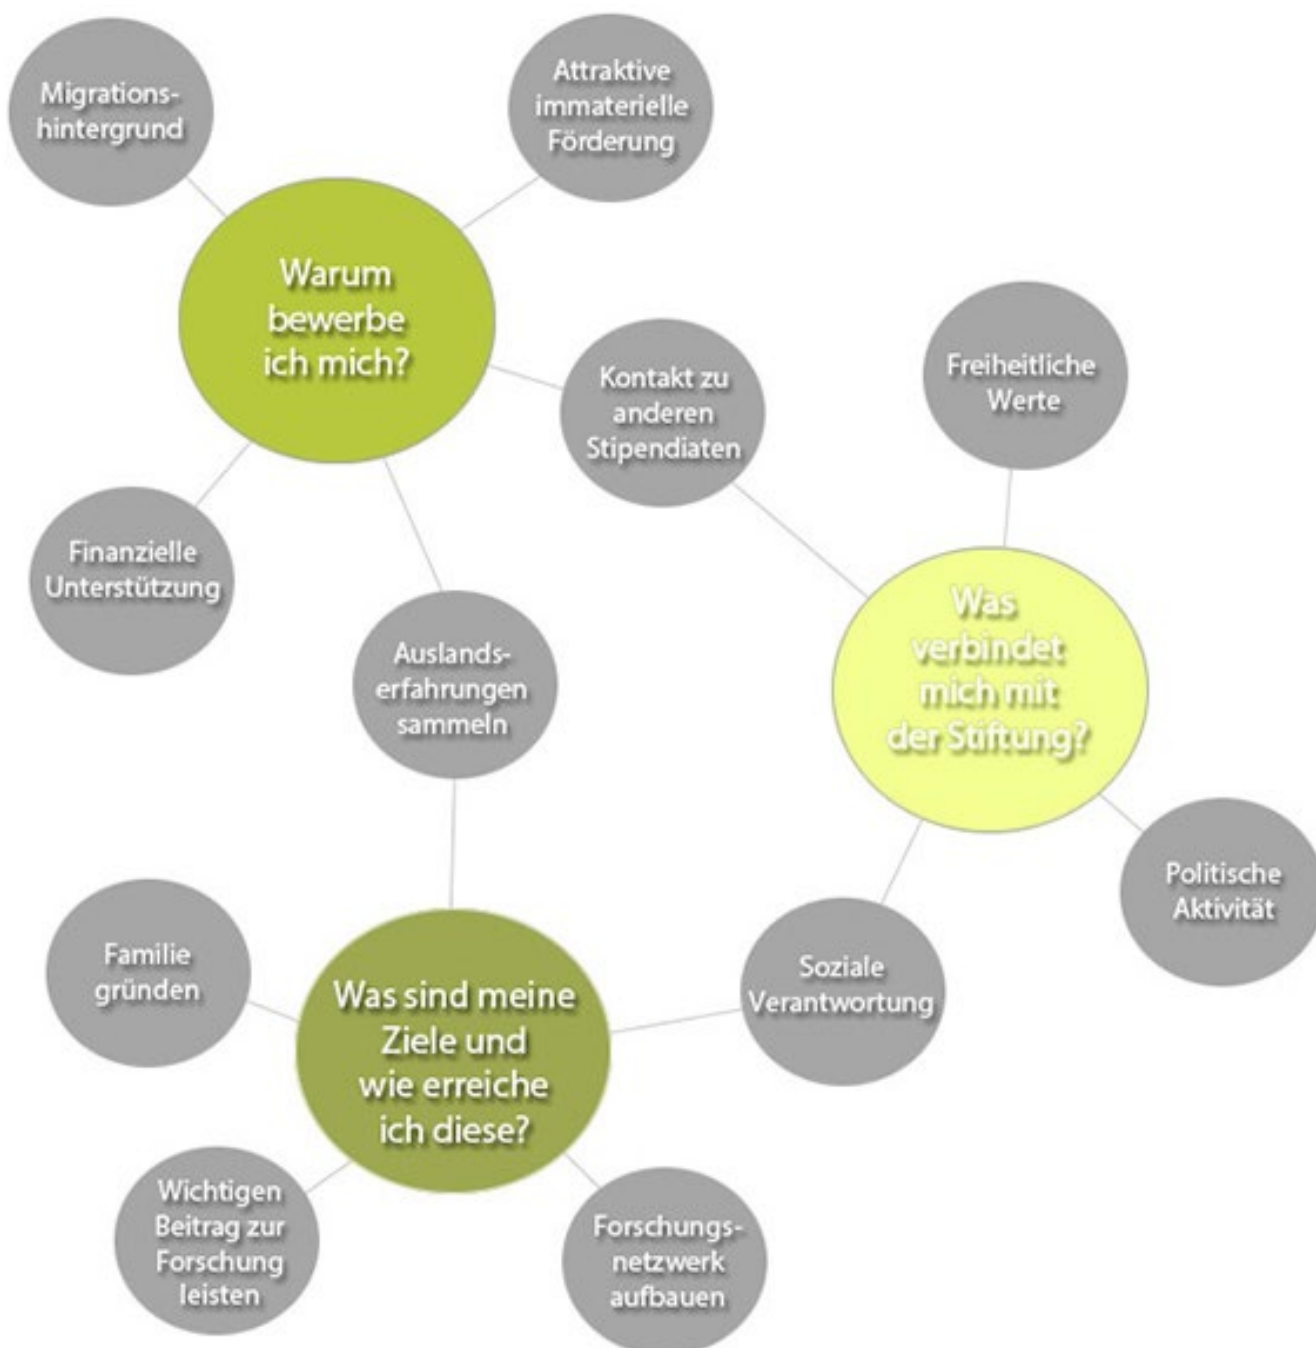 Migrations-
hintergrund
Attraktive
immaterielle
Förderung
Warum
bewerbe
ich mich?
Kontakt zu
anderen
Stipendiaten
Freiheitliche
Werte
Finanzielle
Unterstützung
Auslands-
erfahrungen
sammeln
Was
verbindet
mich mit
der Stiftung?
Politische
Aktivität
Familie
gründen
Was sind meine
Ziele und
wie erreiche
ich diese?
Soziale
Verantwortung
Wichtigen
Beitrag zur
Forschung
leisten
Forschungs-
netzwerk
aufbauen